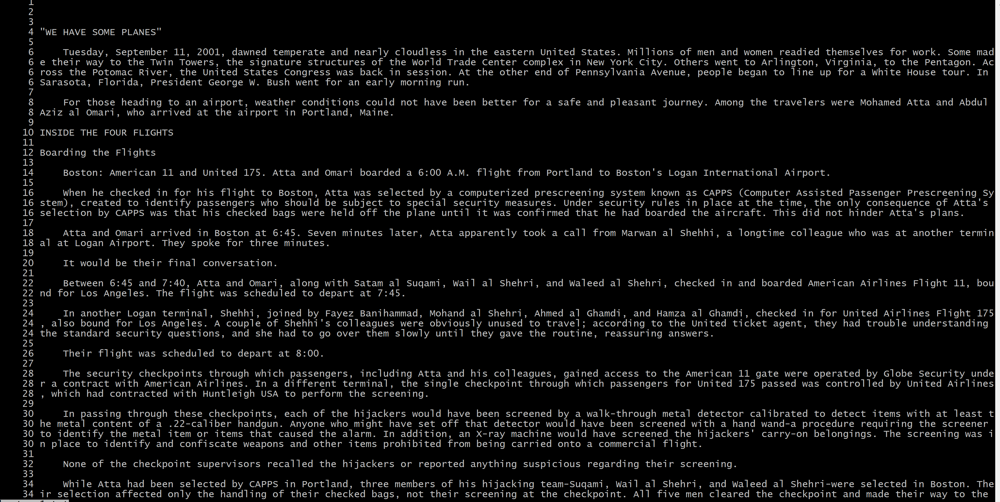 1
2
3
4 "WE HAVE SOME PLANES"
5
6     Tuesday, September 11, 2001, dawned temperate and nearly cloudless in the eastern United States. Millions of men and women readied themselves for work. Some mad
6 e their way to the Twin Towers, the signature structures of the World Trade Center complex in New York City. Others went to Arlington, Virginia, to the Pentagon. Ac
6 ross the Potomac River, the United States Congress was back in session. At the other end of Pennsylvania Avenue, people began to line up for a White House tour. In
6 Sarasota, Florida, President George W. Bush went for an early morning run.
7
8     For those heading to an airport, weather conditions could not have been better for a safe and pleasant journey. Among the travelers were Mohamed Atta and Abdul
8 Aziz al Omari, who arrived at the airport in Portland, Maine.
9
10 INSIDE THE FOUR FLIGHTS
11
12 Boarding the Flights
13
14     Boston: American 11 and United 175. Atta and Omari boarded a 6:00 A.M. flight from Portland to Boston's Logan International Airport.
15
16     When he checked in for his flight to Boston, Atta was selected by a computerized prescreening system known as CAPPS (Computer Assisted Passenger Prescreening Sy
16 stem), created to identify passengers who should be subject to special security measures. Under security rules in place at the time, the only consequence of Atta's
16 selection by CAPPS was that his checked bags were held off the plane until it was confirmed that he had boarded the aircraft. This did not hinder Atta's plans.
17
18     Atta and Omari arrived in Boston at 6:45. Seven minutes later, Atta apparently took a call from Marwan al Shehhi, a longtime colleague who was at another termin
18 al at Logan Airport. They spoke for three minutes.
19
20     It would be their final conversation.
21
22     Between 6:45 and 7:40, Atta and Omari, along with Satam al Suqami, Wail al Shehri, and Waleed al Shehri, checked in and boarded American Airlines Flight 11, bou
22 nd for Los Angeles. The flight was scheduled to depart at 7:45.
23
24     In another Logan terminal, Shehhi, joined by Fayez Banihammad, Mohand al Shehri, Ahmed al Ghamdi, and Hamza al Ghamdi, checked in for United Airlines Flight 175
24 , also bound for Los Angeles. A couple of Shehhi's colleagues were obviously unused to travel; according to the United ticket agent, they had trouble understanding
24 the standard security questions, and she had to go over them slowly until they gave the routine, reassuring answers.
25
26     Their flight was scheduled to depart at 8:00.
27
28     The security checkpoints through which passengers, including Atta and his colleagues, gained access to the American 11 gate were operated by Globe Security unde
28 r a contract with American Airlines. In a different terminal, the single checkpoint through which passengers for United 175 passed was controlled by United Airlines
28 , which had contracted with Huntleigh USA to perform the screening.
29
30     In passing through these checkpoints, each of the hijackers would have been screened by a walk-through metal detector calibrated to detect items with at least t
30 he metal content of a .22-caliber handgun. Anyone who might have set off that detector would have been screened with a hand wand-a procedure requiring the screener
30 to identify the metal item or items that caused the alarm. In addition, an X-ray machine would have screened the hijackers' carry-on belongings. The screening was i
30 n place to identify and confiscate weapons and other items prohibited from being carried onto a commercial flight.
31
32     None of the checkpoint supervisors recalled the hijackers or reported anything suspicious regarding their screening.
33
34     While Atta had been selected by CAPPS in Portland, three members of his hijacking team-Suqami, Wail al Shehri, and Waleed al Shehri-were selected in Boston. The
34 ir selection affected only the handling of their checked bags, not their screening at the checkpoint. All five men cleared the checkpoint and made their way to the